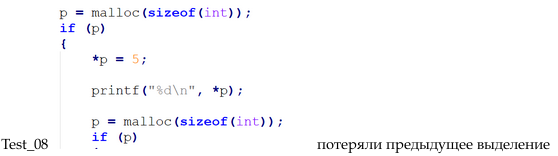 p = malloc(sizeof(int));
if (p)
{
*p = 5;
printf("%d\n", *p);
p = malloc(sizeof(int));
Test_08 if (p) потеряли предыдущее выделение